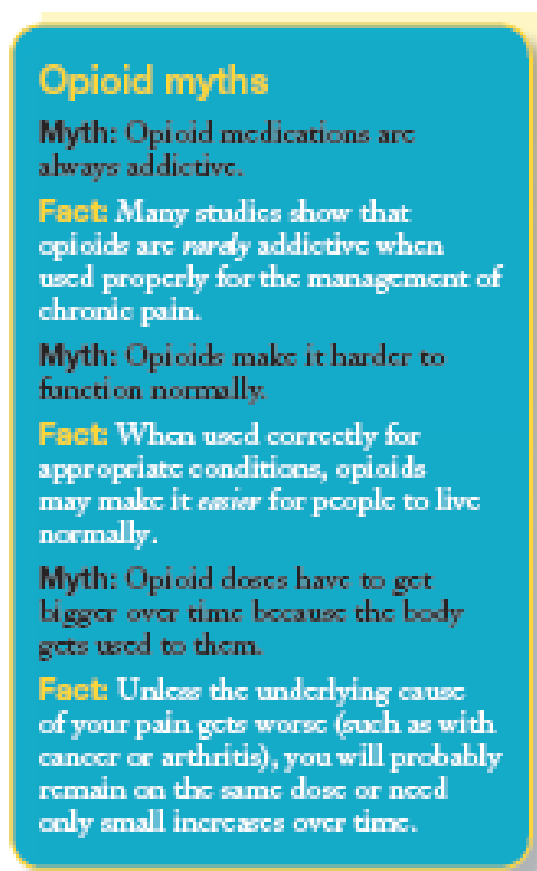 Opioid myths
Myth: Opioid medications are
always addictive.
Fact: Many studies show that
opioids are rarely addictive when
used properly for the management of
chronic pain.
Myth: Opioids make it harder to
function normally.
Fact: When used correctly for
appropriate conditions, opioids
may make it easier for people to live
normally.
Myth: Opioid doses have to get
bigger over time because the body
gets used to them.
Fact: Unless the underlying cause
of your pain gets worse (such as with
cancer or arthritis), you will probably
remain on the same dose or need
only small increases over time.